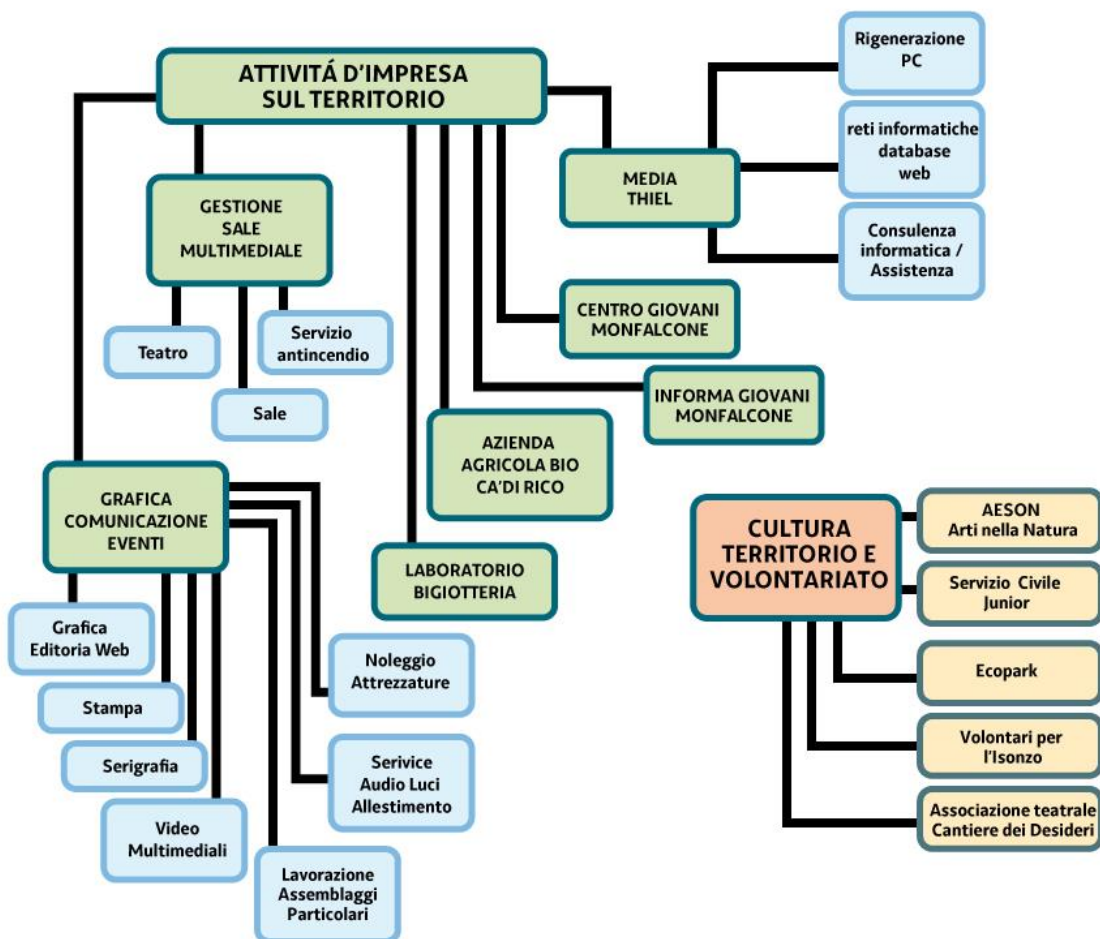 ATTIVITÁ D'IMPRESA
SUL TERRITORIO
Rigenerazione
PC
reti informatiche
database
web
Consulenza
informatica /
Assistenza
MEDIA
THIEL
GESTIONE
SALE
MULTIMEDIALE
Teatro
Servizio
antincendio
Sale
CENTRO GIOVANI
MONFALCONE
INFORMA GIOVANI
MONFALCONE
AZIENDA
AGRICOLA BIO
CA'DI RICO
LABORATORIO
BIGIOTTERIA
GRAFICA
COMUNICAZIONE
EVENTI
Grafica
Editoria Web
Stampa
Serigrafia
Video
Multimediali
Noleggio
Attrezzature
Serivice
Audio Luci
Allestimento
Lavorazione
Assemblaggi
Particolari
CULTURA
TERRITORIO E
VOLONTARIATO
AESON
Arti nella Natura
Servizio Civile
Junior
Ecopark
Volontari per
l'Isonzo
Associazione teatrale
Cantiere dei Desideri